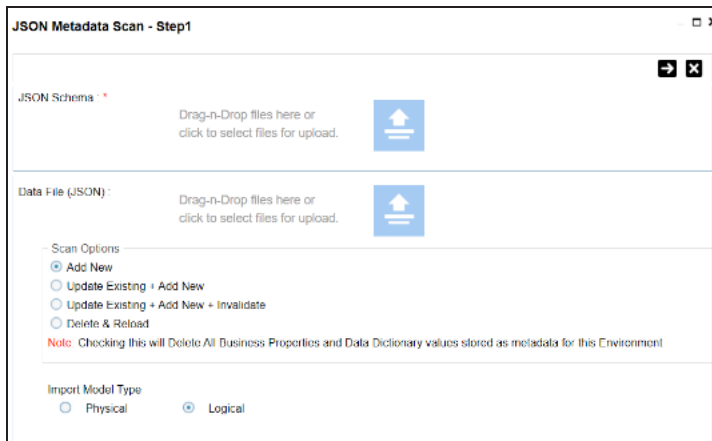 JSON Metadata Scan - Step1
JSON Schema : *
Drag-n-Drop files here or
click to select files for upload.
Data File (JSON) :
Drag-n-Drop files here or
click to select files for upload.
Scan Options
Add New
Update Existing + Add New
Update Existing + Add New + Invalidate
Delete & Reload
Note: Checking this will Delete All Business Properties and Data Dictionary values stored as metadata for this Environment
Import Model Type
Physical Logical